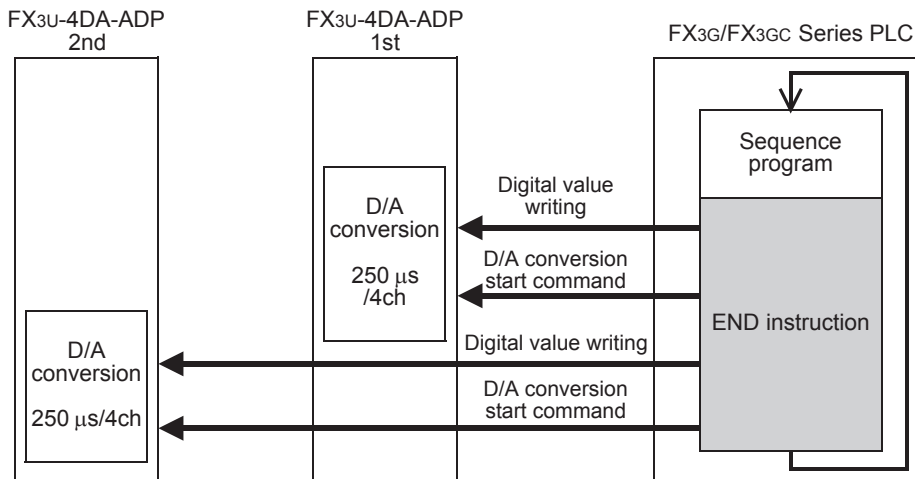 FX3U-4DA-ADP
2nd
FX3U-4DA-ADP
1st
FX3G/FX3GC Series PLC
Sequence
program
Digital value
writing
D/A
conversion
250 μs
/4ch
D/A conversion
start command
END instruction
Digital value writing
D/A
conversion
250 μs/4ch
D/A conversion
start command